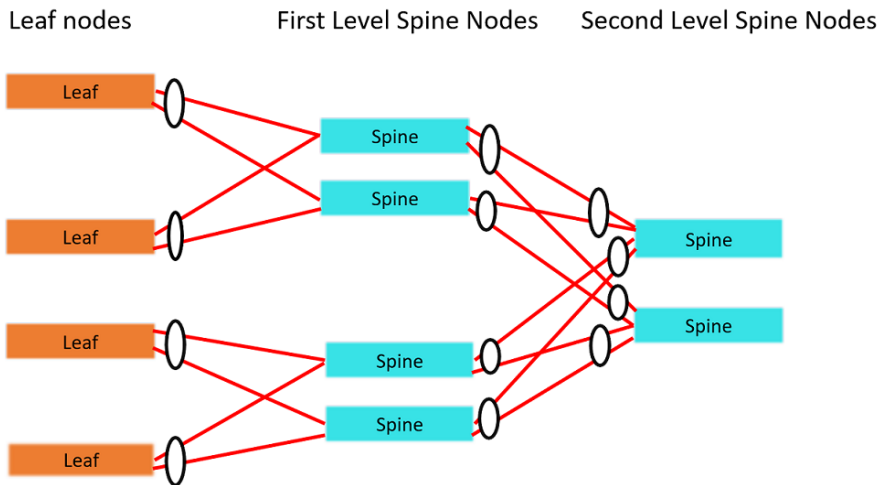 Leaf nodes
First Level Spine Nodes
Second Level Spine Nodes
Leaf
Leaf
Leaf
Leaf
Spine
Spine
Spine
Spine
Spine
Spine